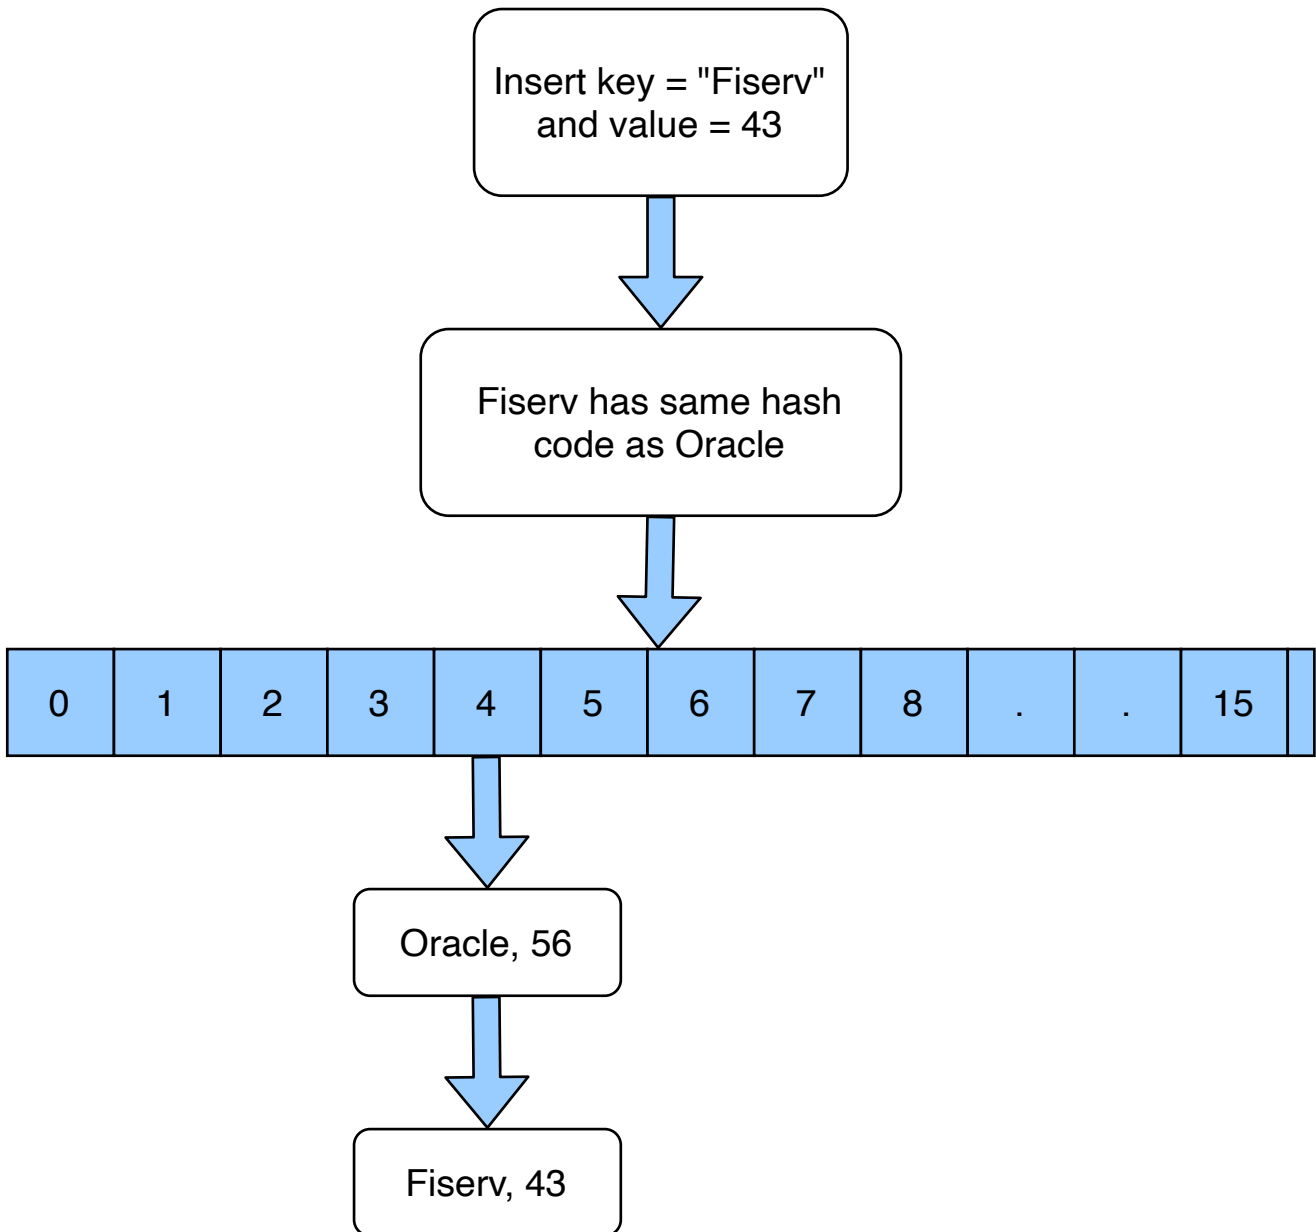 Insert key = "Fiserv"
and value = 43
Fiserv has same hash
code as Oracle
0 1 2 3 4 5 6 7 8 . . 15
Oracle, 56
Fiserv, 43